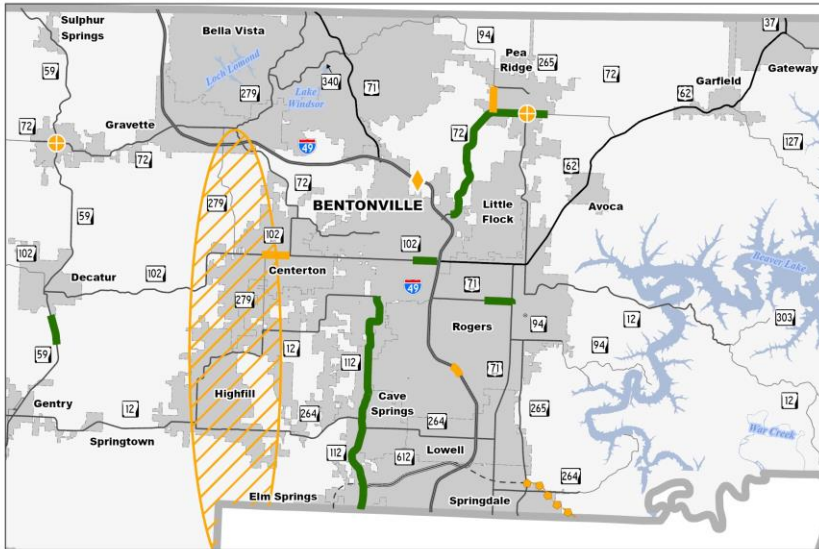 Sulphur
Springs
Bella Vista
94
Pea
Ridge
265
37
59
Loch Lomond
340
71
72
Garfield
Gateway
279
Lake
Windsor
62
72
Gravette
49
72
127
72
72
62
59
279
BENTONVILLE
Little
Flock
Avoca
102
102
102
Beaver Lake
Decatur
102
Centerton
49
71
279
303
Rogers
94
12
59
12
112
71
94
Gentry
12
Highfill
Cave
Springs
265
12
264
264
Springtown
War Creek
112
612
Lowell
264
Elm Springs
Springdale